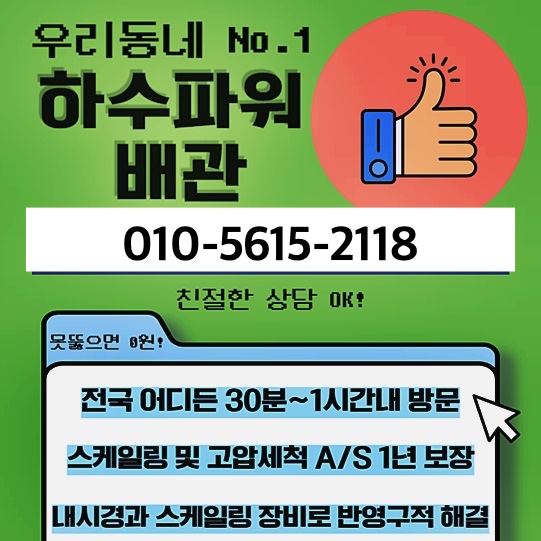 우리동네 No.1
하수파워
배관
010-5615-2118
친절한 상담 OK!
못뚫으면 0원!
전국 어디든 30분~1시간내 방문
스케일링 및 고압세척 A/S 1년 보장
내시경과 스케일링 장비로 반영구적 해결